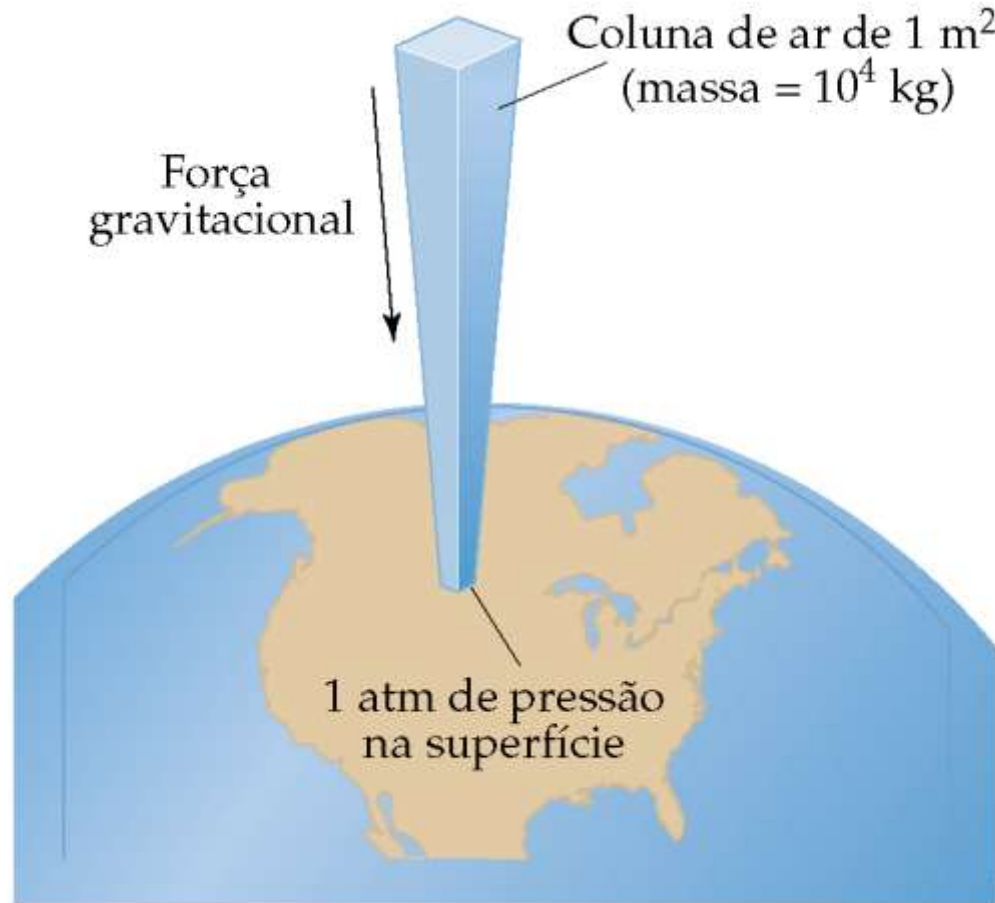 Coluna de ar de 1 m²
(massa = 10⁴ kg)
Força
gravitacional
1 atm de pressão
na superfície